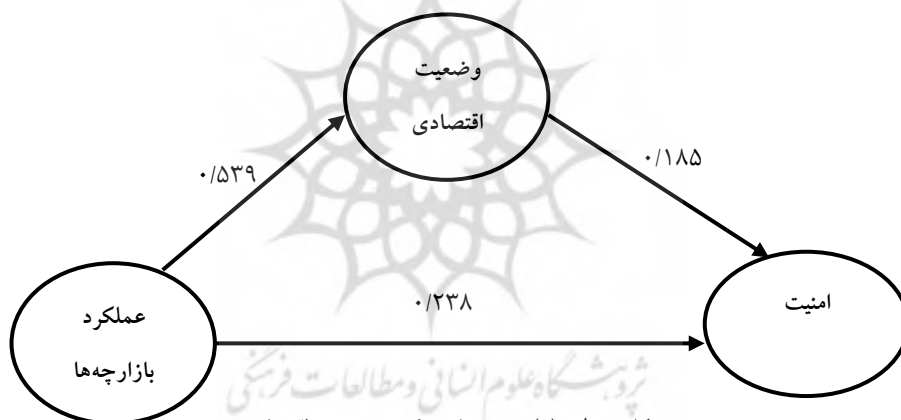 وضعیت
اقتصادی
۰/۵۳۹
۰/۱۸۵
۰/۲۳۸
عملکرد
بازارچه‌ها
امنیت
پژوهشگاه علوم انسانی و مطالعات فرهنگی